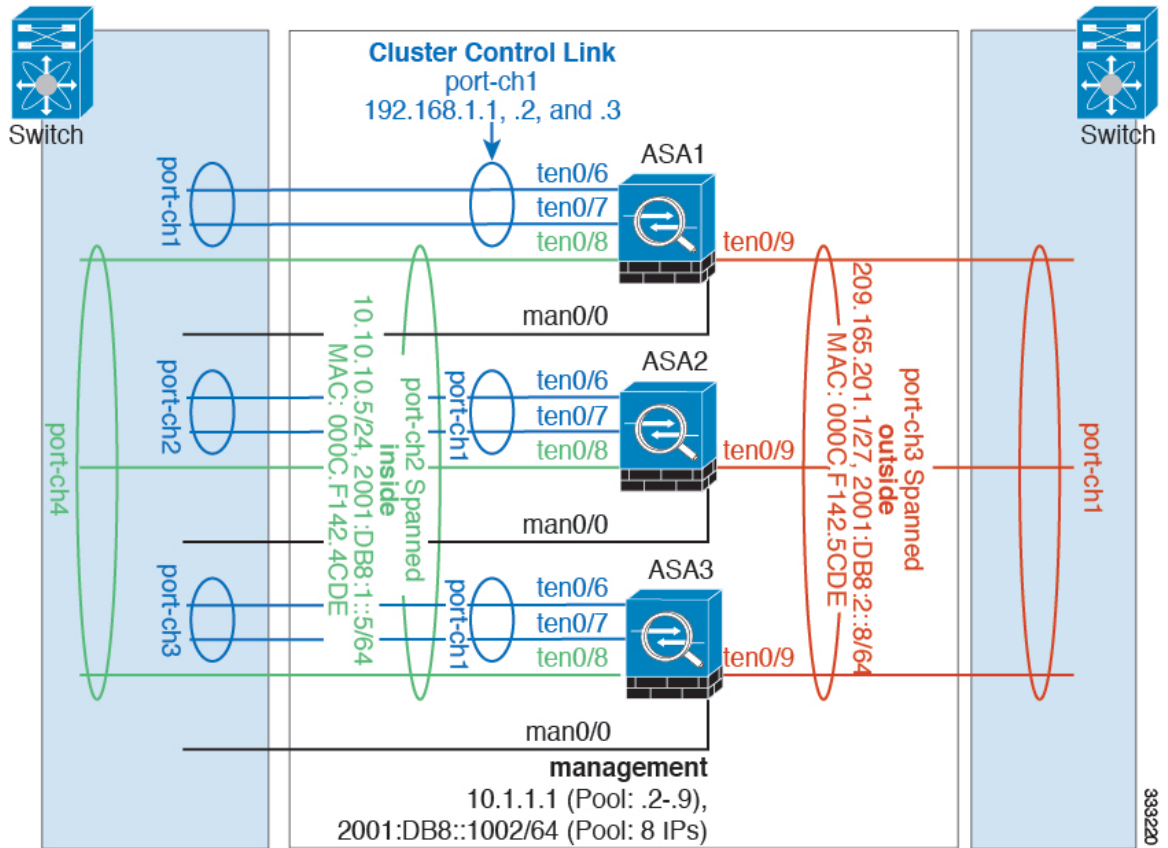 Cluster Control Link
port-ch1
192.168.1.1, .2, and .3
Switch
Switch
ASA1
port-ch1
ten0/6
ten0/7
ten0/8
ten0/9
man0/0
ASA2
port-ch2
port-ch1
ten0/6
ten0/7
ten0/8
ten0/9
man0/0
ASA3
port-ch3
port-ch1
ten0/6
ten0/7
ten0/8
ten0/9
man0/0
port-ch4
port-ch2 Spanned
inside
10.10.10.5/24, 2001:DB8:1::5/64
MAC: 000C.F142.4CDE
port-ch3 Spanned
outside
209.165.201.1/27, 2001:DB8:2::8/64
MAC: 000C.F142.5CDE
port-ch1
management
10.1.1.1 (Pool: .2-.9),
2001:DB8::1002/64 (Pool: 8 IPs)
333220